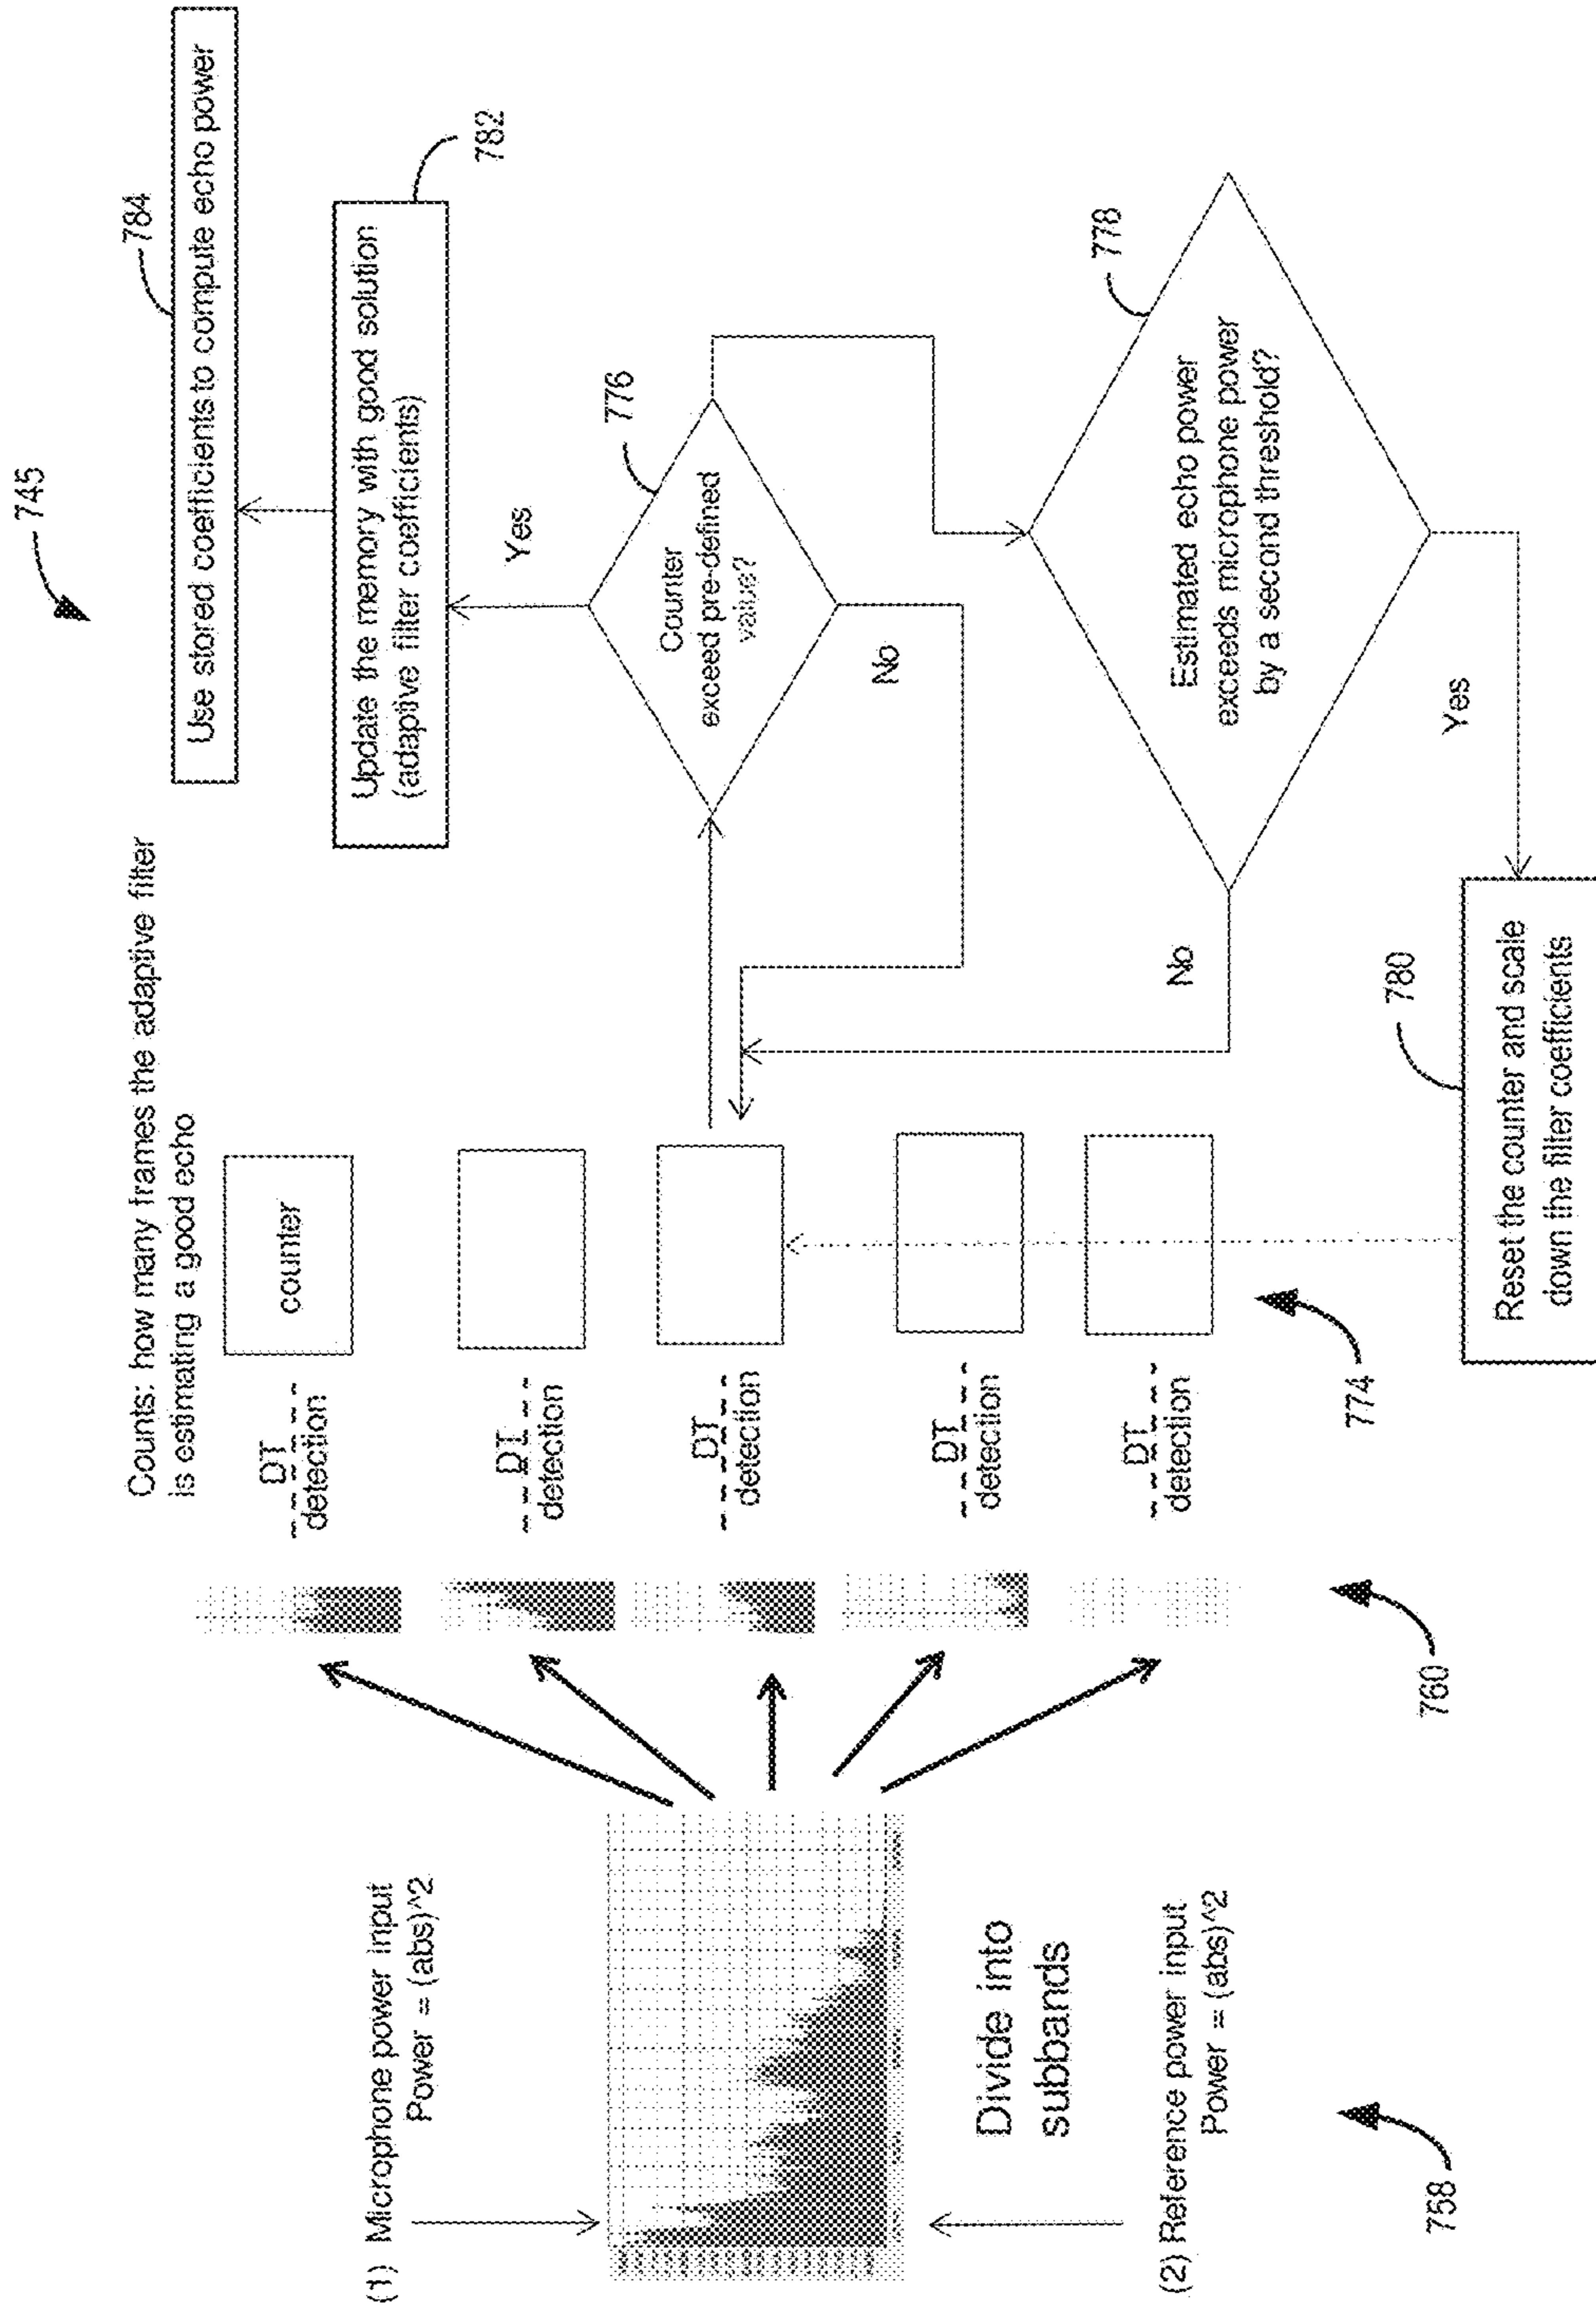 745
(1) Microphone power input
Power = (abs)^2
Divide into
subbands
(2) Reference power input
Power = (abs)^2
758
760
DT
detection
DT
detection
DT
detection
DT
detection
DT
detection
774
Counts: how many frames the adaptive filter
is estimating a good echo
counter
784
Use stored coefficients to compute echo power
782
Update the memory with good solution
(adaptive filter coefficients)
Yes
776
Counter
exceed pre-defined
value?
No
778
Estimated echo power
exceeds microphone power
by a second threshold?
No
Yes
780
Reset the counter and scale
down the filter coefficients